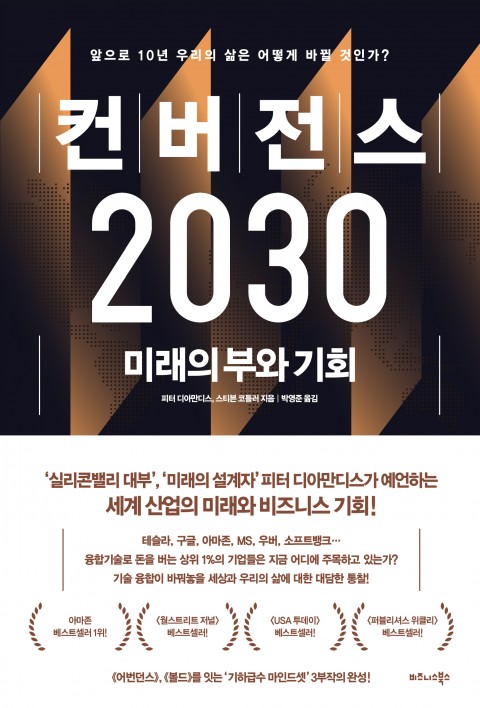 앞으로 10년 우리의 삶은 어떻게 바뀔 것인가?
컨버전스
2030
미래의 부와 기회
피터 디아만디스, 스티븐 코틀러 지음 | 박영준 옮김
‘실리콘밸리 대부’, ‘미래의 설계자’ 피터 디아만디스가 예언하는
세계 산업의 미래와 비즈니스 기회!
테슬라, 구글, 아마존, MS, 우버, 소프트뱅크…
융합기술로 돈을 버는 상위 1%의 기업들은 지금 어디에 주목하고 있는가?
기술 융합이 바꿔놓을 세상과 우리의 삶에 대한 대담한 통찰!
아마존
베스트셀러 1위!
〈월스트리트 저널〉
베스트셀러!
〈USA 투데이〉
베스트셀러!
〈퍼블리셔스 위클리〉
베스트셀러!
《어번던스》, 《볼드》를 잇는 ‘기하급수 마인드셋’ 3부작의 완성!
비즈니스북스